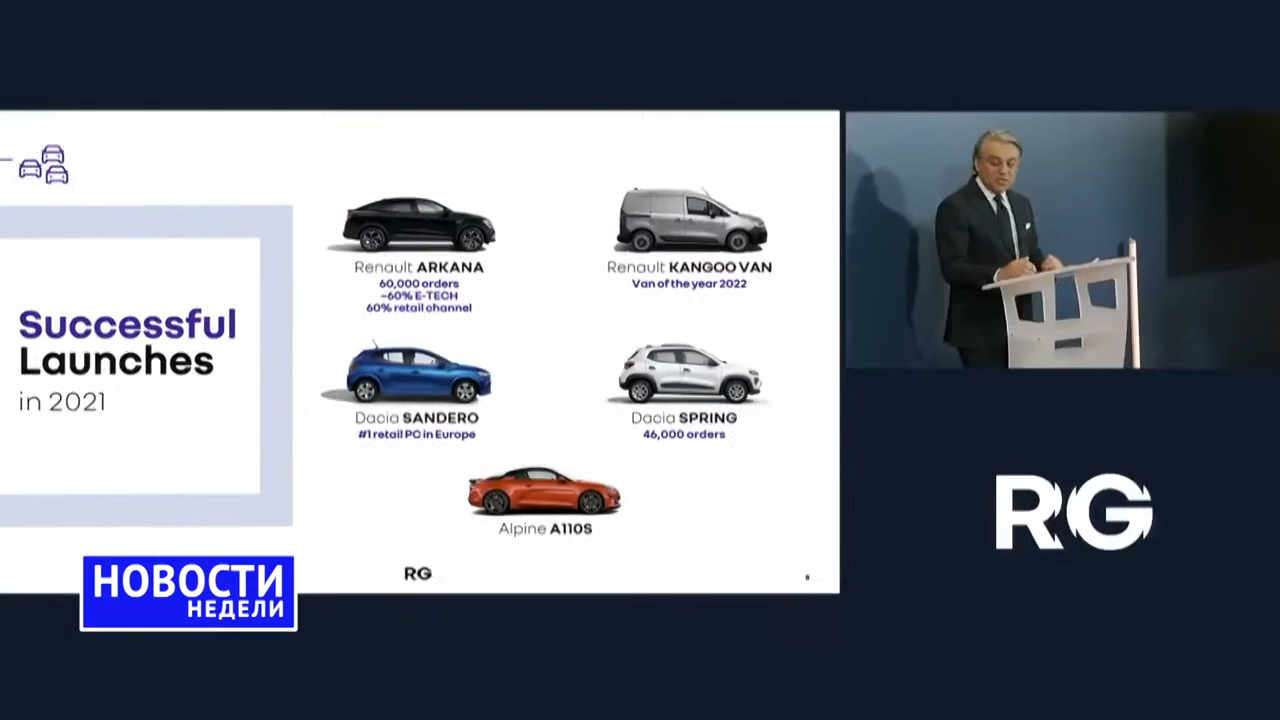 Successful
Launches
in 2021
Renault ARKANA
60,000 orders
~60% E-TECH
60% retail channel
Renault KANGOO VAN
Van of the year 2022
Dacia SANDERO
#1 retail PC in Europe
Dacia SPRING
46,000 orders
Alpine A110S
RG
8
RG
НОВОСТИ
НЕДЕЛИ